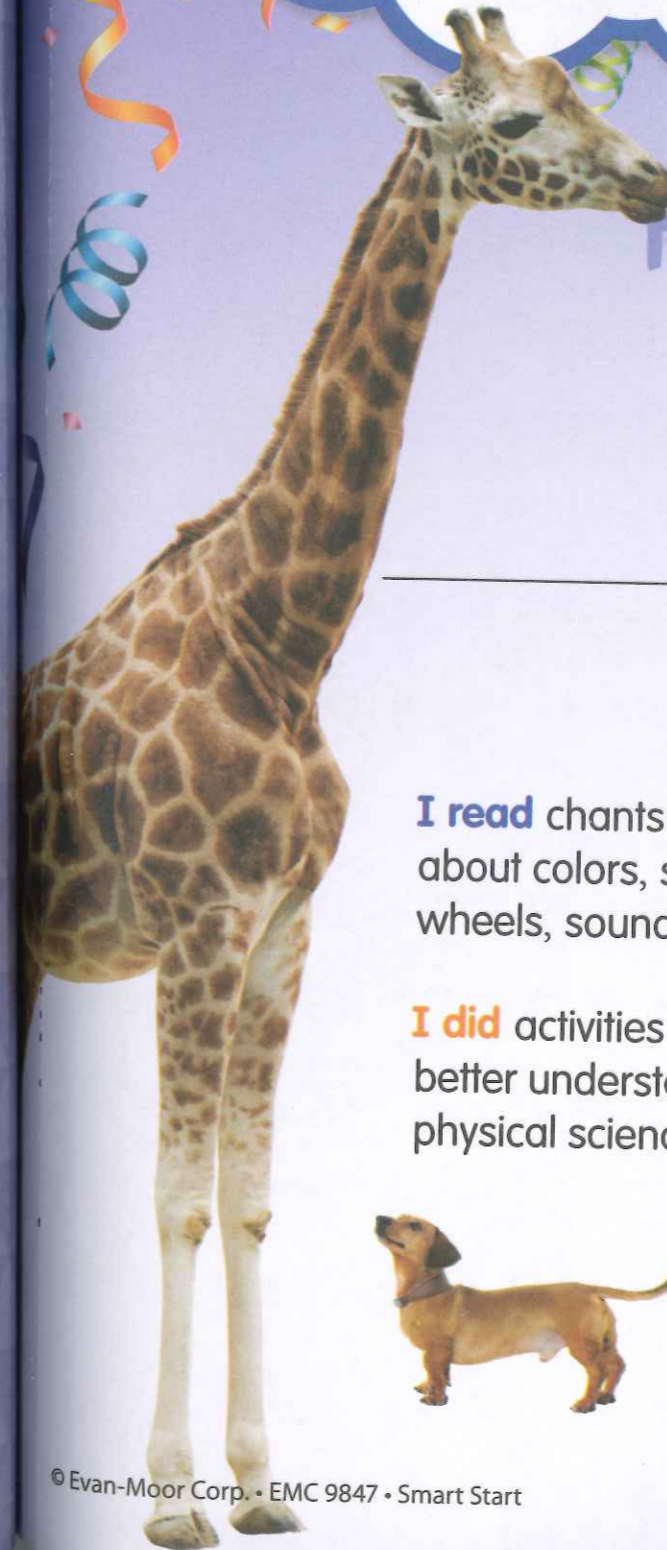 I read chants
about colors, s
wheels, sound
I did activities
better underst
physical scien
© Evan-Moor Corp. • EMC 9847 • Smart Start